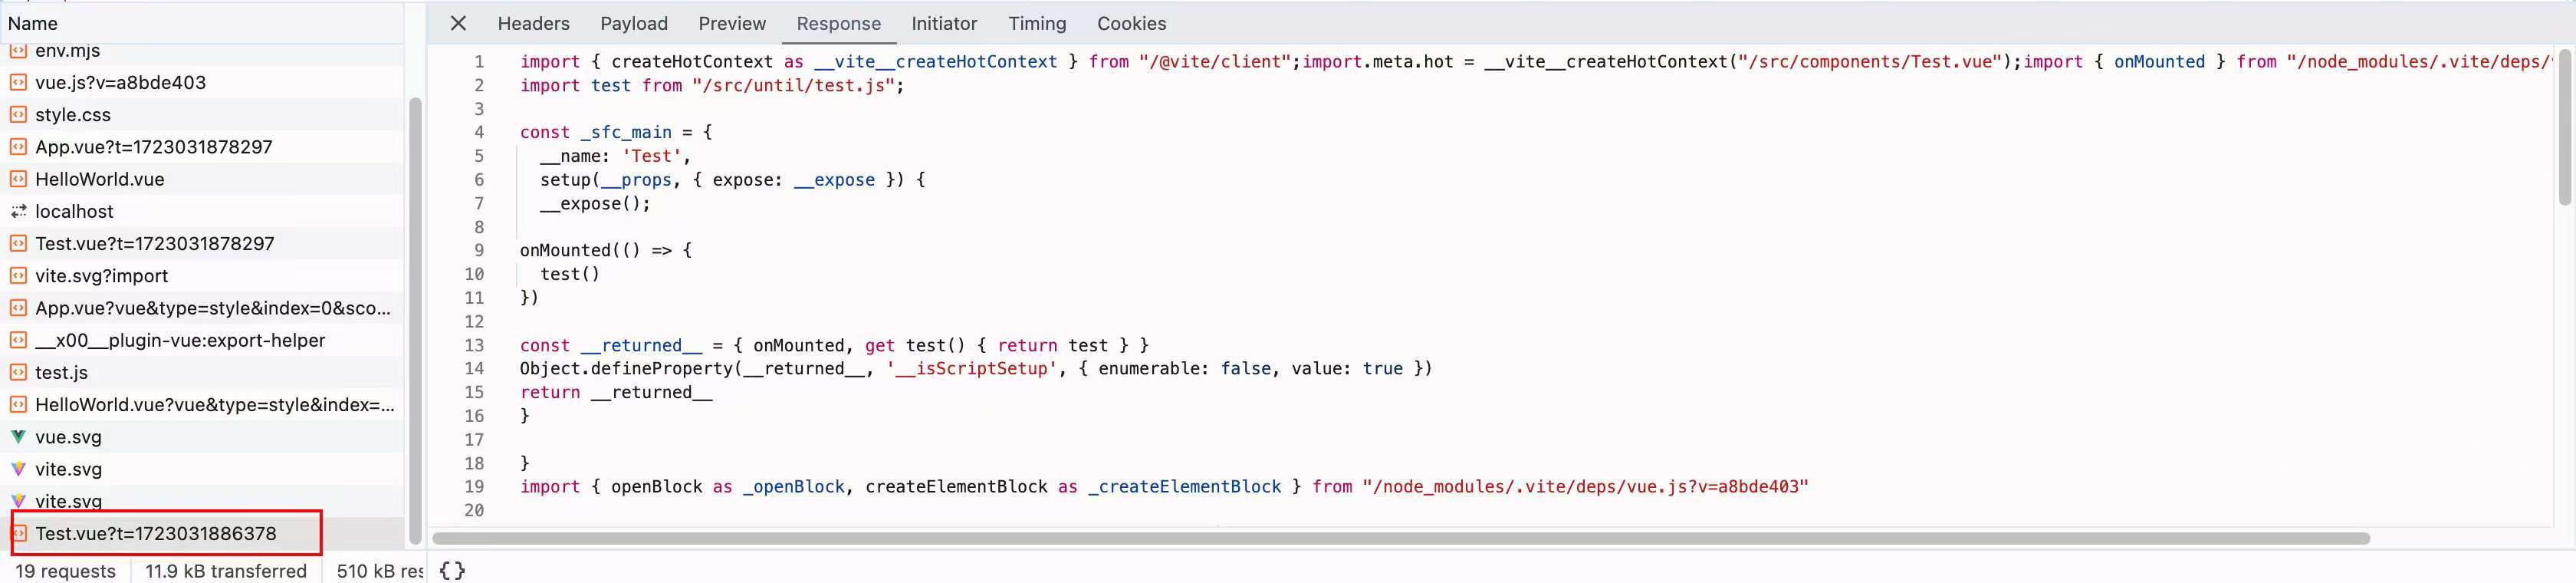 Name
env.mjs
vue.js?v=a8bde403
style.css
App.vue?t=1723031878297
HelloWorld.vue
localhost
Test.vue?t=1723031878297
vite.svg?import
App.vue?vue&type=style&index=0&sco...
__x00__plugin-vue:export-helper
test.js
HelloWorld.vue?vue&type=style&index=...
vue.svg
vite.svg
vite.svg
Test.vue?t=1723031886378
19 requests 11.9 kB transferred 510 kB res
Headers Payload Preview Response Initiator Timing Cookies
1 import { createHotContext as __vite__createHotContext } from "/@vite/client";import.meta.hot = __vite__createHotContext("/src/components/Test.vue");import { onMounted } from "/node_modules/.vite/deps/
2 import test from "/src/until/test.js";
3
4 const _sfc_main = {
5   __name: 'Test',
6   setup(__props, { expose: __expose }) {
7   __expose();
8
9 onMounted(() => {
10   test()
11 })
12
13 const __returned__ = { onMounted, get test() { return test } }
14 Object.defineProperty(__returned__, '__isScriptSetup', { enumerable: false, value: true })
15 return __returned__
16 }
17
18 }
19 import { openBlock as _openBlock, createElementBlock as _createElementBlock } from "/node_modules/.vite/deps/vue.js?v=a8bde403"
20
{}